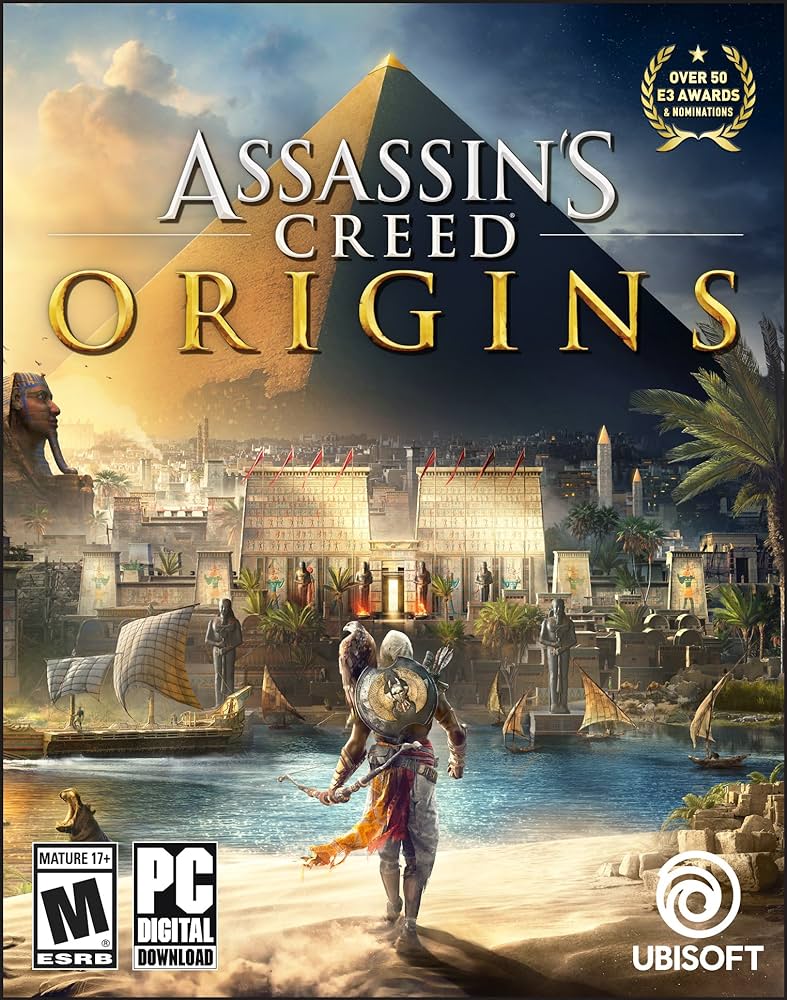 OVER 50
E3 AWARDS
& NOMINATIONS
ASSASSIN'S
CREED®
ORIGINS
MATURE 17+
M®
ESRB
PC
DIGITAL
DOWNLOAD
UBISOFT